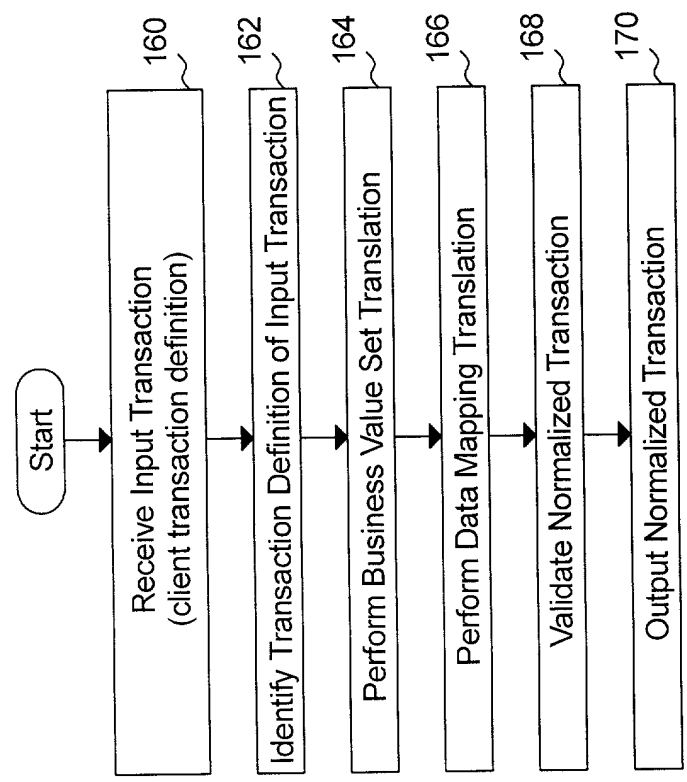 Start
Receive Input Transaction
(client transaction definition)
160
Identify Transaction Definition of Input Transaction
162
Perform Business Value Set Translation
164
Perform Data Mapping Translation
166
Validate Normalized Transaction
168
Output Normalized Transaction
170